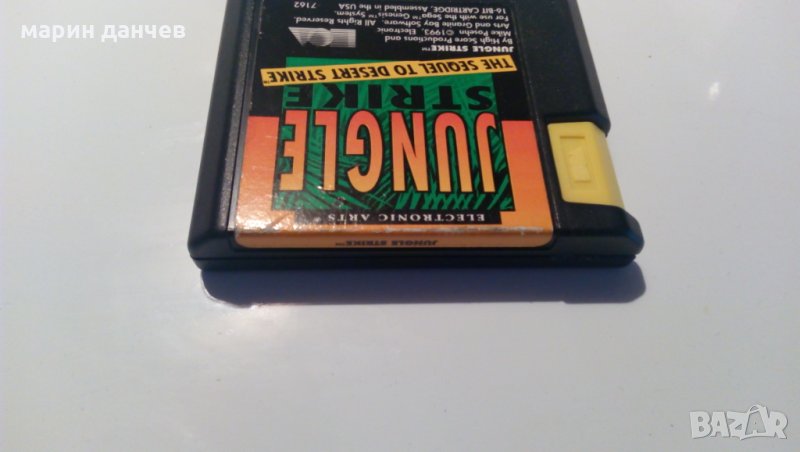 марин данчев
ELECTRONIC ARTS
JUNGLE
STRIKE
THE SEQUEL TO DESERT STRIKE™
JUNGLE STRIKE™
By High Score Productions and
Mike Posehn ©1993. Electronic
Arts and Granite Bay Software. All Rights Reserved.
For use with the Sega™ Genesis™ System.
16-BIT CARTRIDGE. Assembled in the USA.
7162
JUNGLE STRIKE™
BAZAR